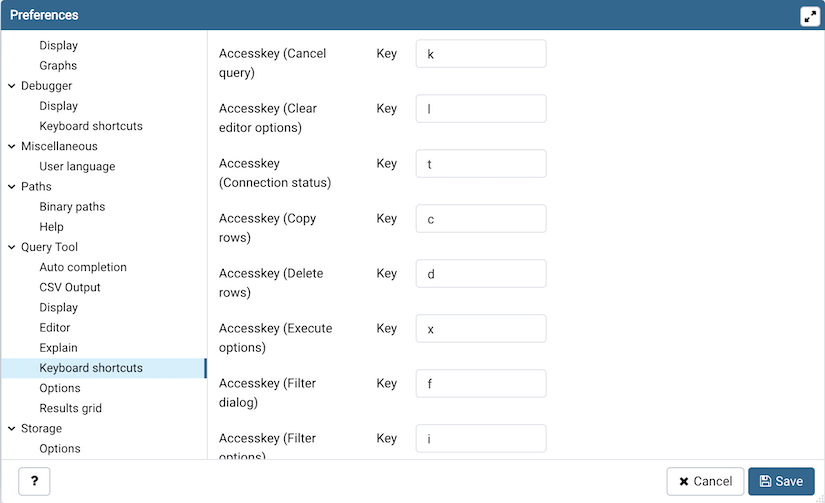 Preferences
Display
Graphs
Debugger
Display
Keyboard shortcuts
Miscellaneous
User language
Paths
Binary paths
Help
Query Tool
Auto completion
CSV Output
Display
Editor
Explain
Keyboard shortcuts
Options
Results grid
Storage
Options
Accesskey (Cancel
query)
Key
k
Accesskey (Clear
editor options)
Key
l
Accesskey
(Connection status)
Key
t
Accesskey (Copy
rows)
Key
c
Accesskey (Delete
rows)
Key
d
Accesskey (Execute
options)
Key
x
Accesskey (Filter
dialog)
Key
f
Accesskey (Filter
options)
Key
i
?
Cancel
Save